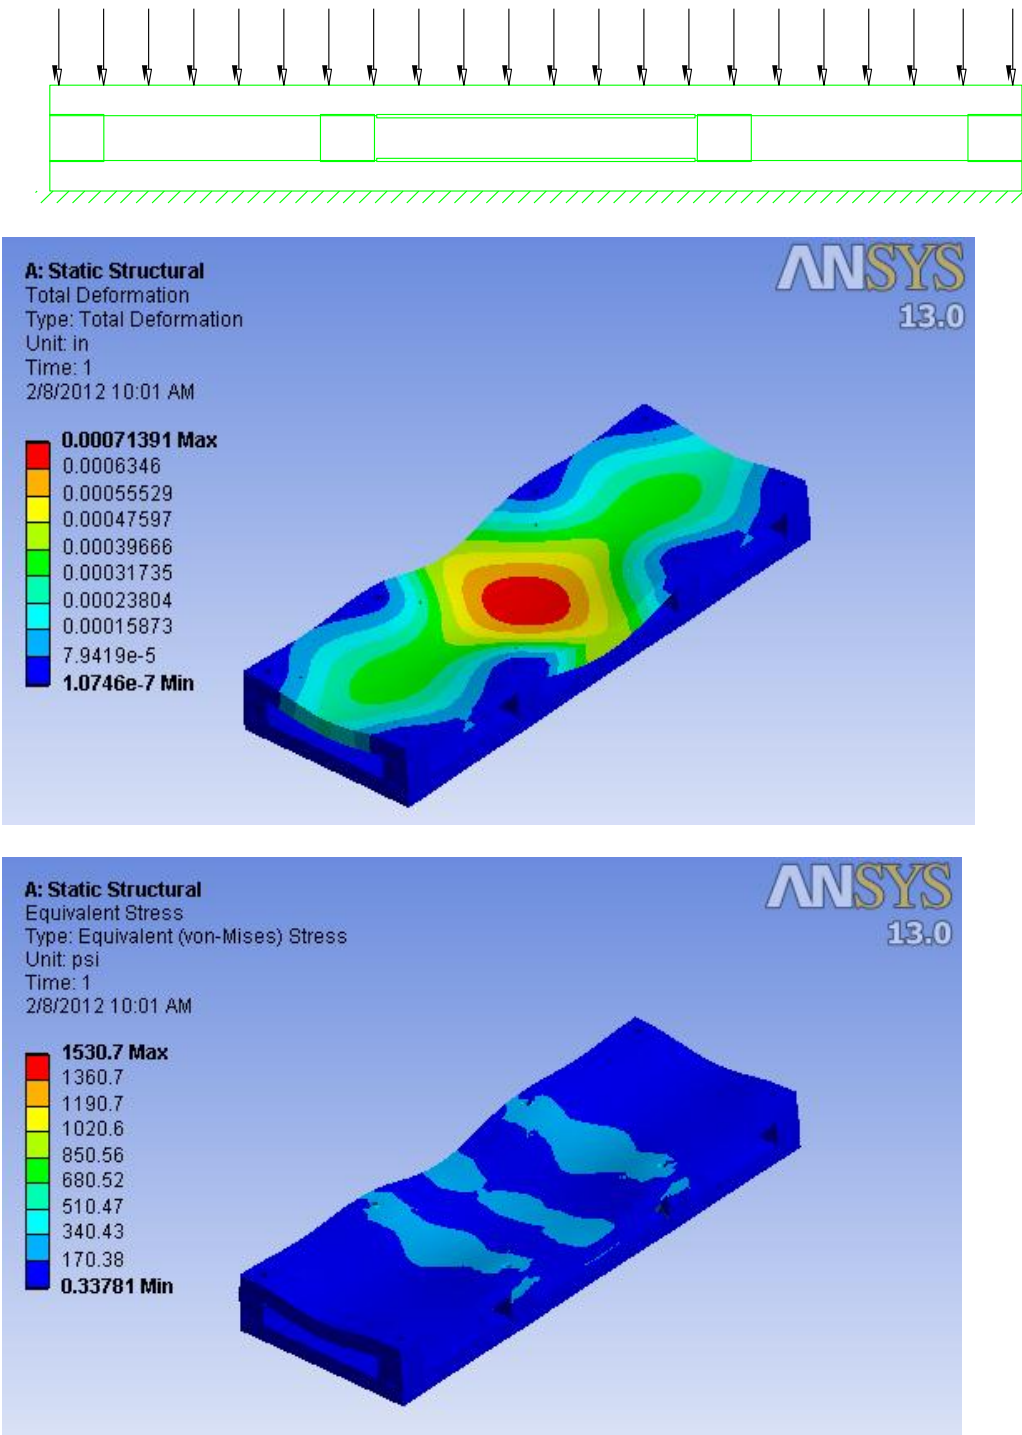 A: Static Structural
Total Deformation
Type: Total Deformation
Unit: in
Time: 1
2/8/2012 10:01 AM
ANSYS
13.0
0.00071391 Max
0.0006346
0.00055529
0.00047597
0.00039666
0.00031735
0.00023804
0.00015873
7.9419e-5
1.0746e-7 Min
A: Static Structural
Equivalent Stress
Type: Equivalent (von-Mises) Stress
Unit: psi
Time: 1
2/8/2012 10:01 AM
ANSYS
13.0
1530.7 Max
1360.7
1190.7
1020.6
850.56
680.52
510.47
340.43
170.38
0.33781 Min